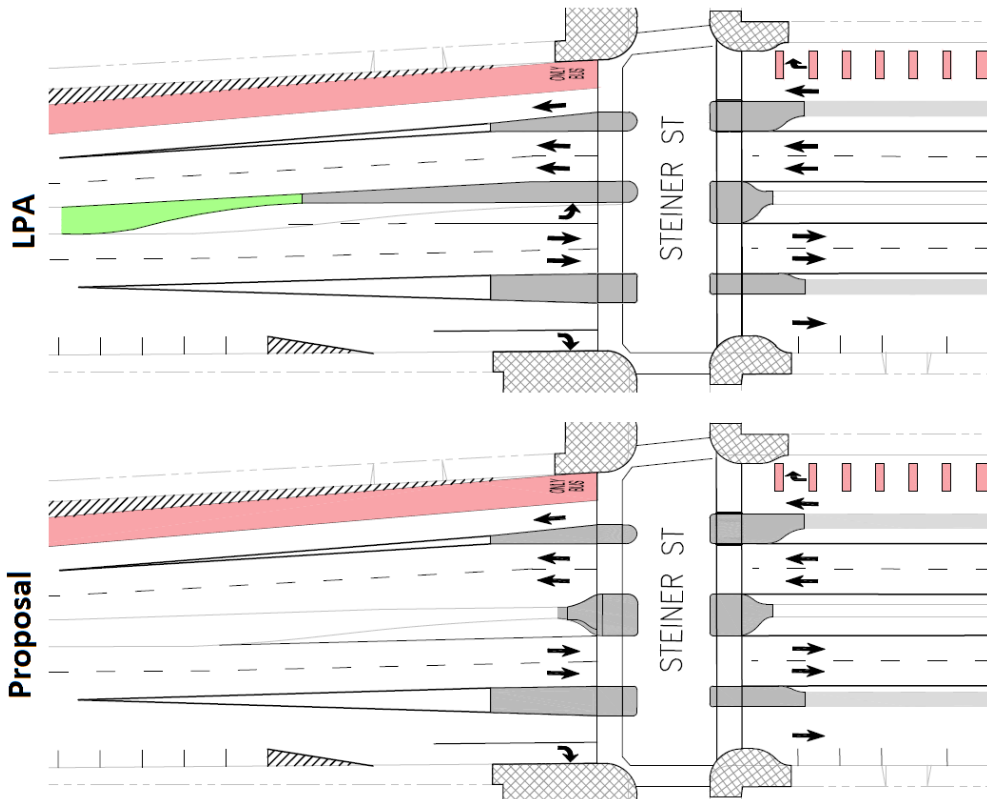 LPA
ONLY
BUS
STEINER ST
Proposal
ONLY
BUS
STEINER ST